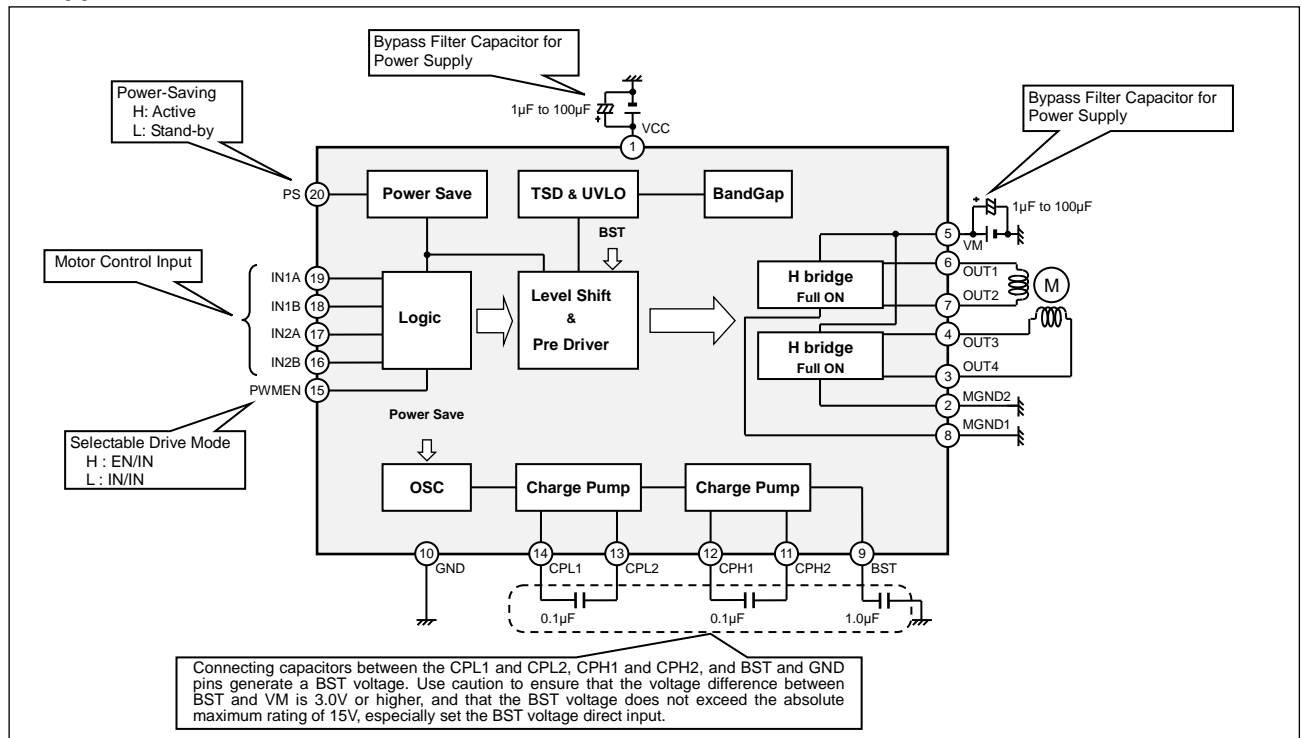 Bypass Filter Capacitor for
Power Supply
Power-Saving
H: Active
L: Stand-by
1µF to 100µF
+
VCC
1
Bypass Filter Capacitor for
Power Supply
PS 20
Power Save
TSD & UVLO
BandGap
+
1µF to 100µF
BST
5
VM
Motor Control Input
IN1A 19
IN1B 18
IN2A 17
IN2B 16
PWMEN 15
Logic
Level Shift
&
Pre Driver
H bridge
Full ON
H bridge
Full ON
6 OUT1
7 OUT2
M
4 OUT3
3 OUT4
2 MGND2
8 MGND1
Selectable Drive Mode
H : EN/IN
L : IN/IN
Power Save
OSC
Charge Pump
Charge Pump
10 GND
14 CPL1
13 CPL2
12 CPH1
11 CPH2
9 BST
0.1µF
0.1µF
1.0µF
Connecting capacitors between the CPL1 and CPL2, CPH1 and CPH2, and BST and GND
pins generate a BST voltage. Use caution to ensure that the voltage difference between
BST and VM is 3.0V or higher, and that the BST voltage does not exceed the absolute
maximum rating of 15V, especially set the BST voltage direct input.